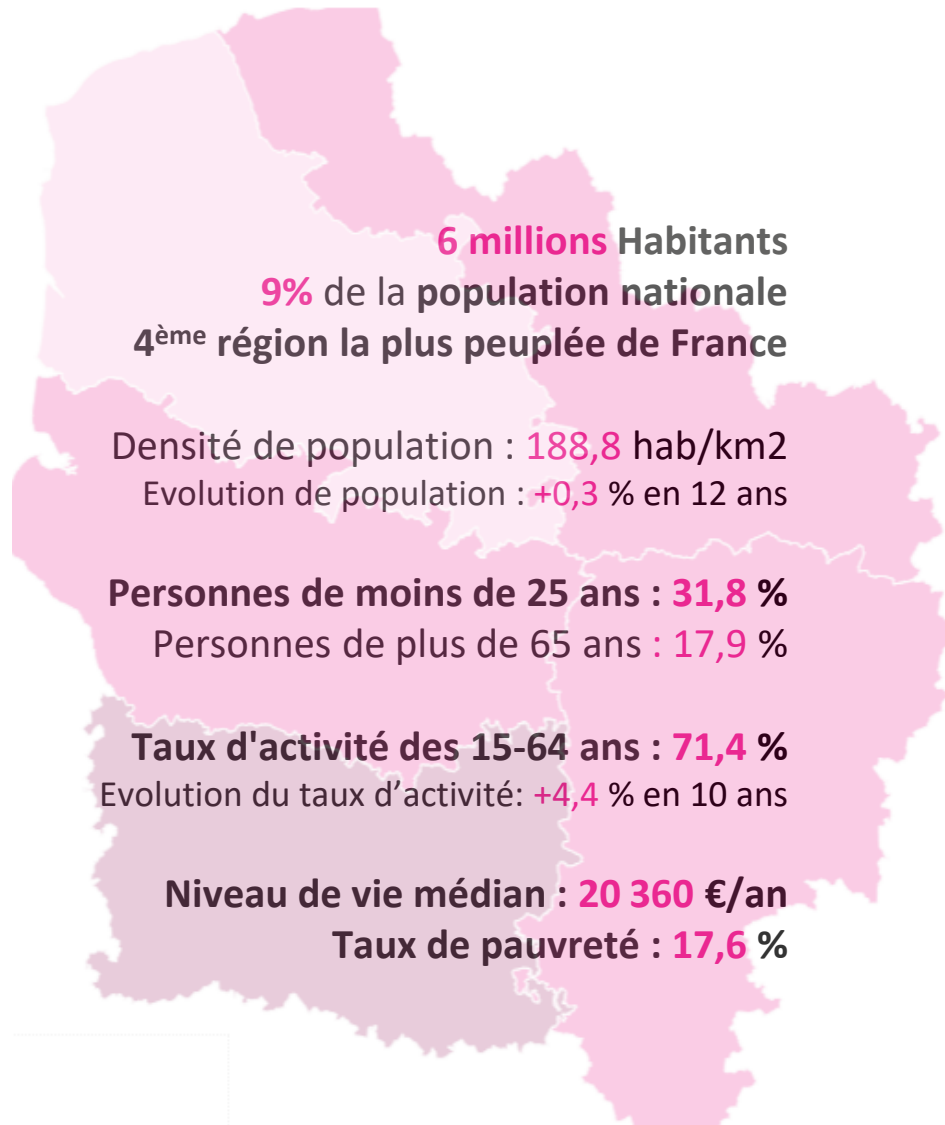 6 millions Habitants
9% de la population nationale
4ème région la plus peuplée de France
Densité de population : 188,8 hab/km2
Evolution de population : +0,3 % en 12 ans
Personnes de moins de 25 ans : 31,8 %
Personnes de plus de 65 ans : 17,9 %
Taux d'activité des 15-64 ans : 71,4 %
Evolution du taux d’activité: +4,4 % en 10 ans
Niveau de vie médian : 20 360 €/an
Taux de pauvreté : 17,6 %